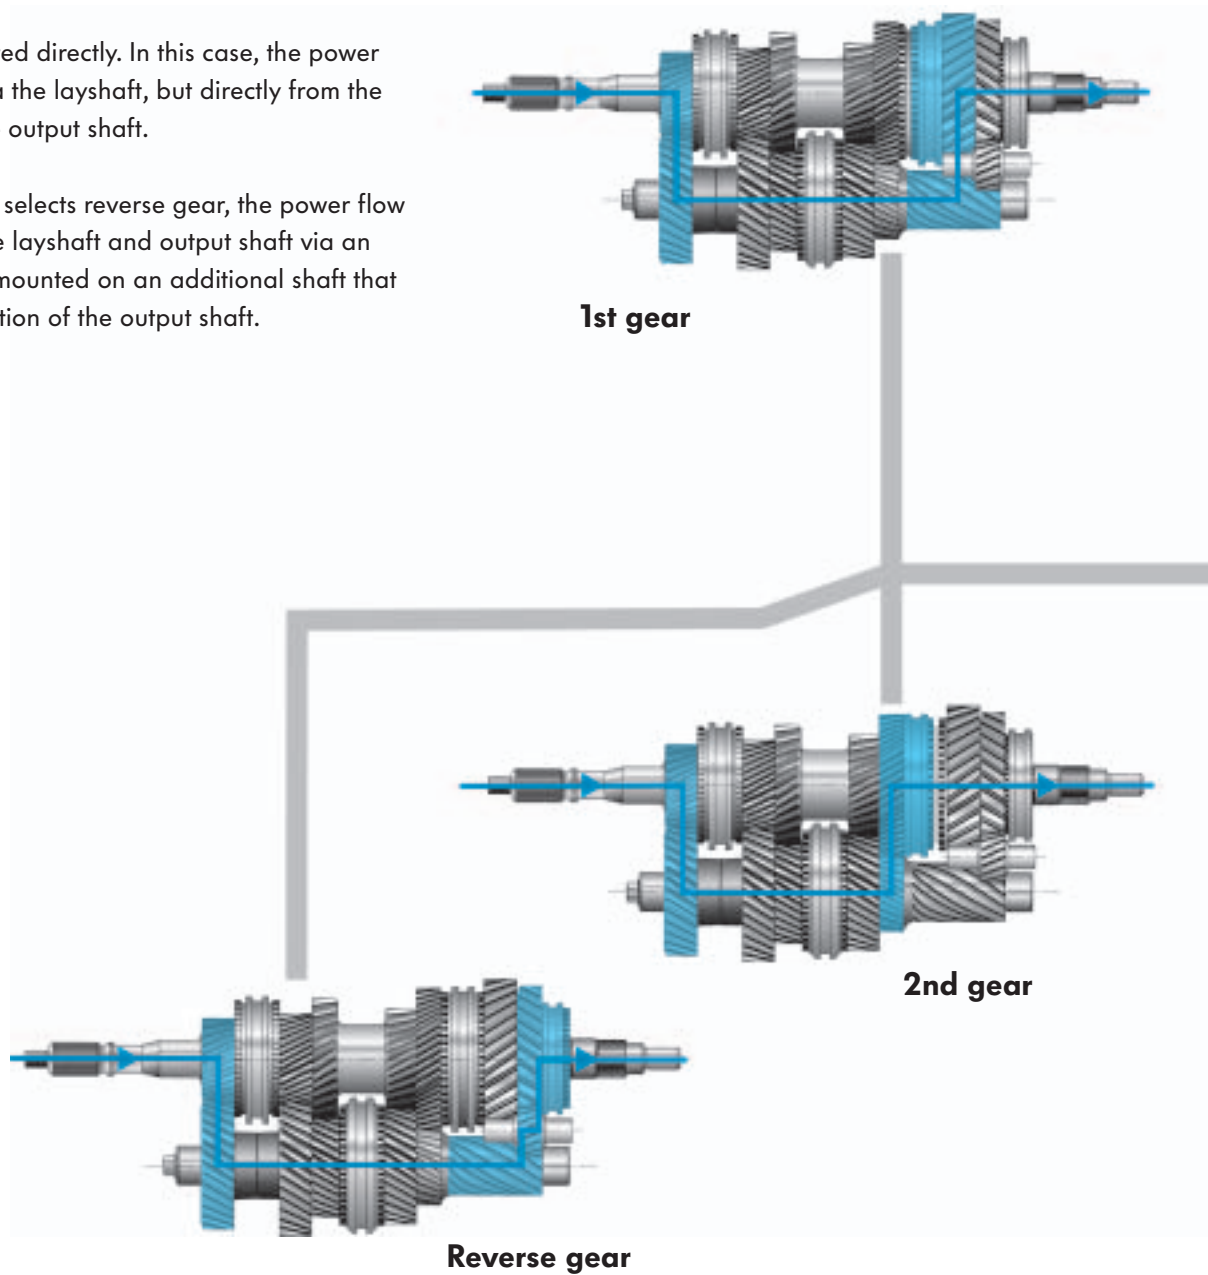 ed directly. In this case, the power
the layshaft, but directly from the
output shaft.
selects reverse gear, the power flow
layshaft and output shaft via an
mounted on an additional shaft that
tion of the output shaft.
1st gear
2nd gear
Reverse gear